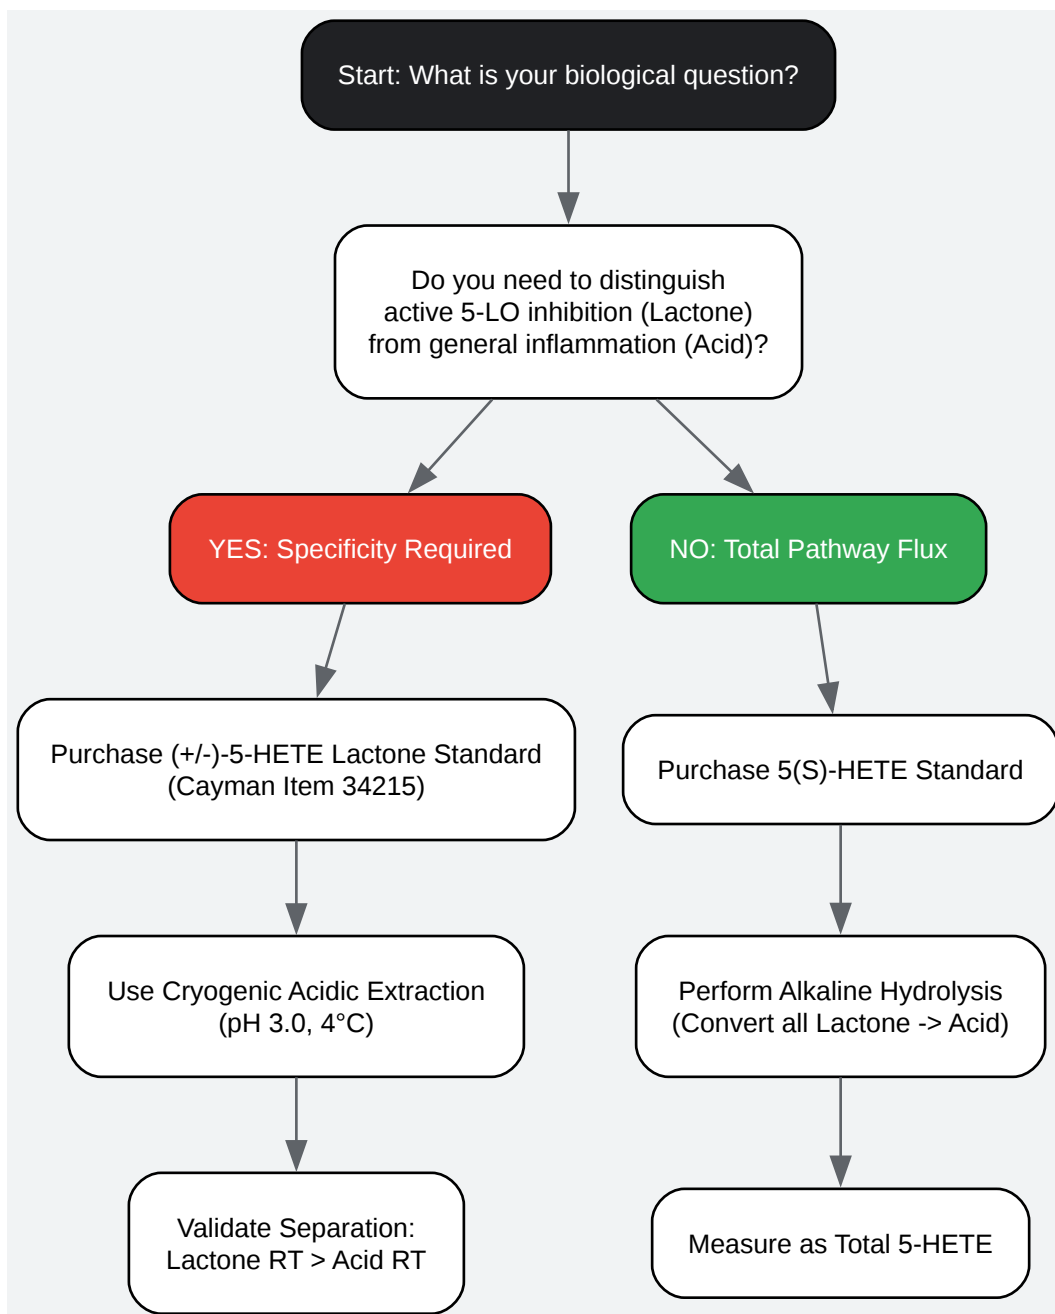 Start: What is your biological question?
Do you need to distinguish
active 5-LO inhibition (Lactone)
from general inflammation (Acid)?
YES: Specificity Required
NO: Total Pathway Flux
Purchase (+/-)-5-HETE Lactone Standard
(Cayman Item 34215)
Purchase 5(S)-HETE Standard
Use Cryogenic Acidic Extraction
(pH 3.0, 4°C)
Perform Alkaline Hydrolysis
(Convert all Lactone -> Acid)
Validate Separation:
Lactone RT > Acid RT
Measure as Total 5-HETE